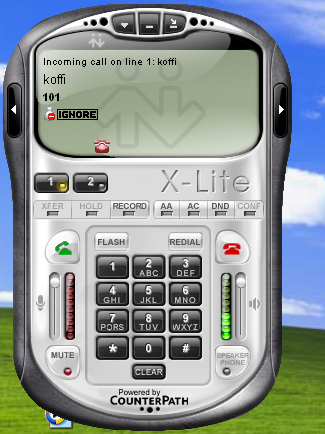 Incoming call on line 1: koffi
koffi
101
IGNORE
1 2
X-Lite
XFER HOLD RECORD AA AC DND CONF
FLASH REDIAL
1 2 ABC 3 DEF
4 GHI 5 JKL 6 MNO
7 PQRS 8 TUV 9 WXYZ
* 0 #
MUTE CLEAR SPEAKER PHONE
Powered by
COUNTERPATH